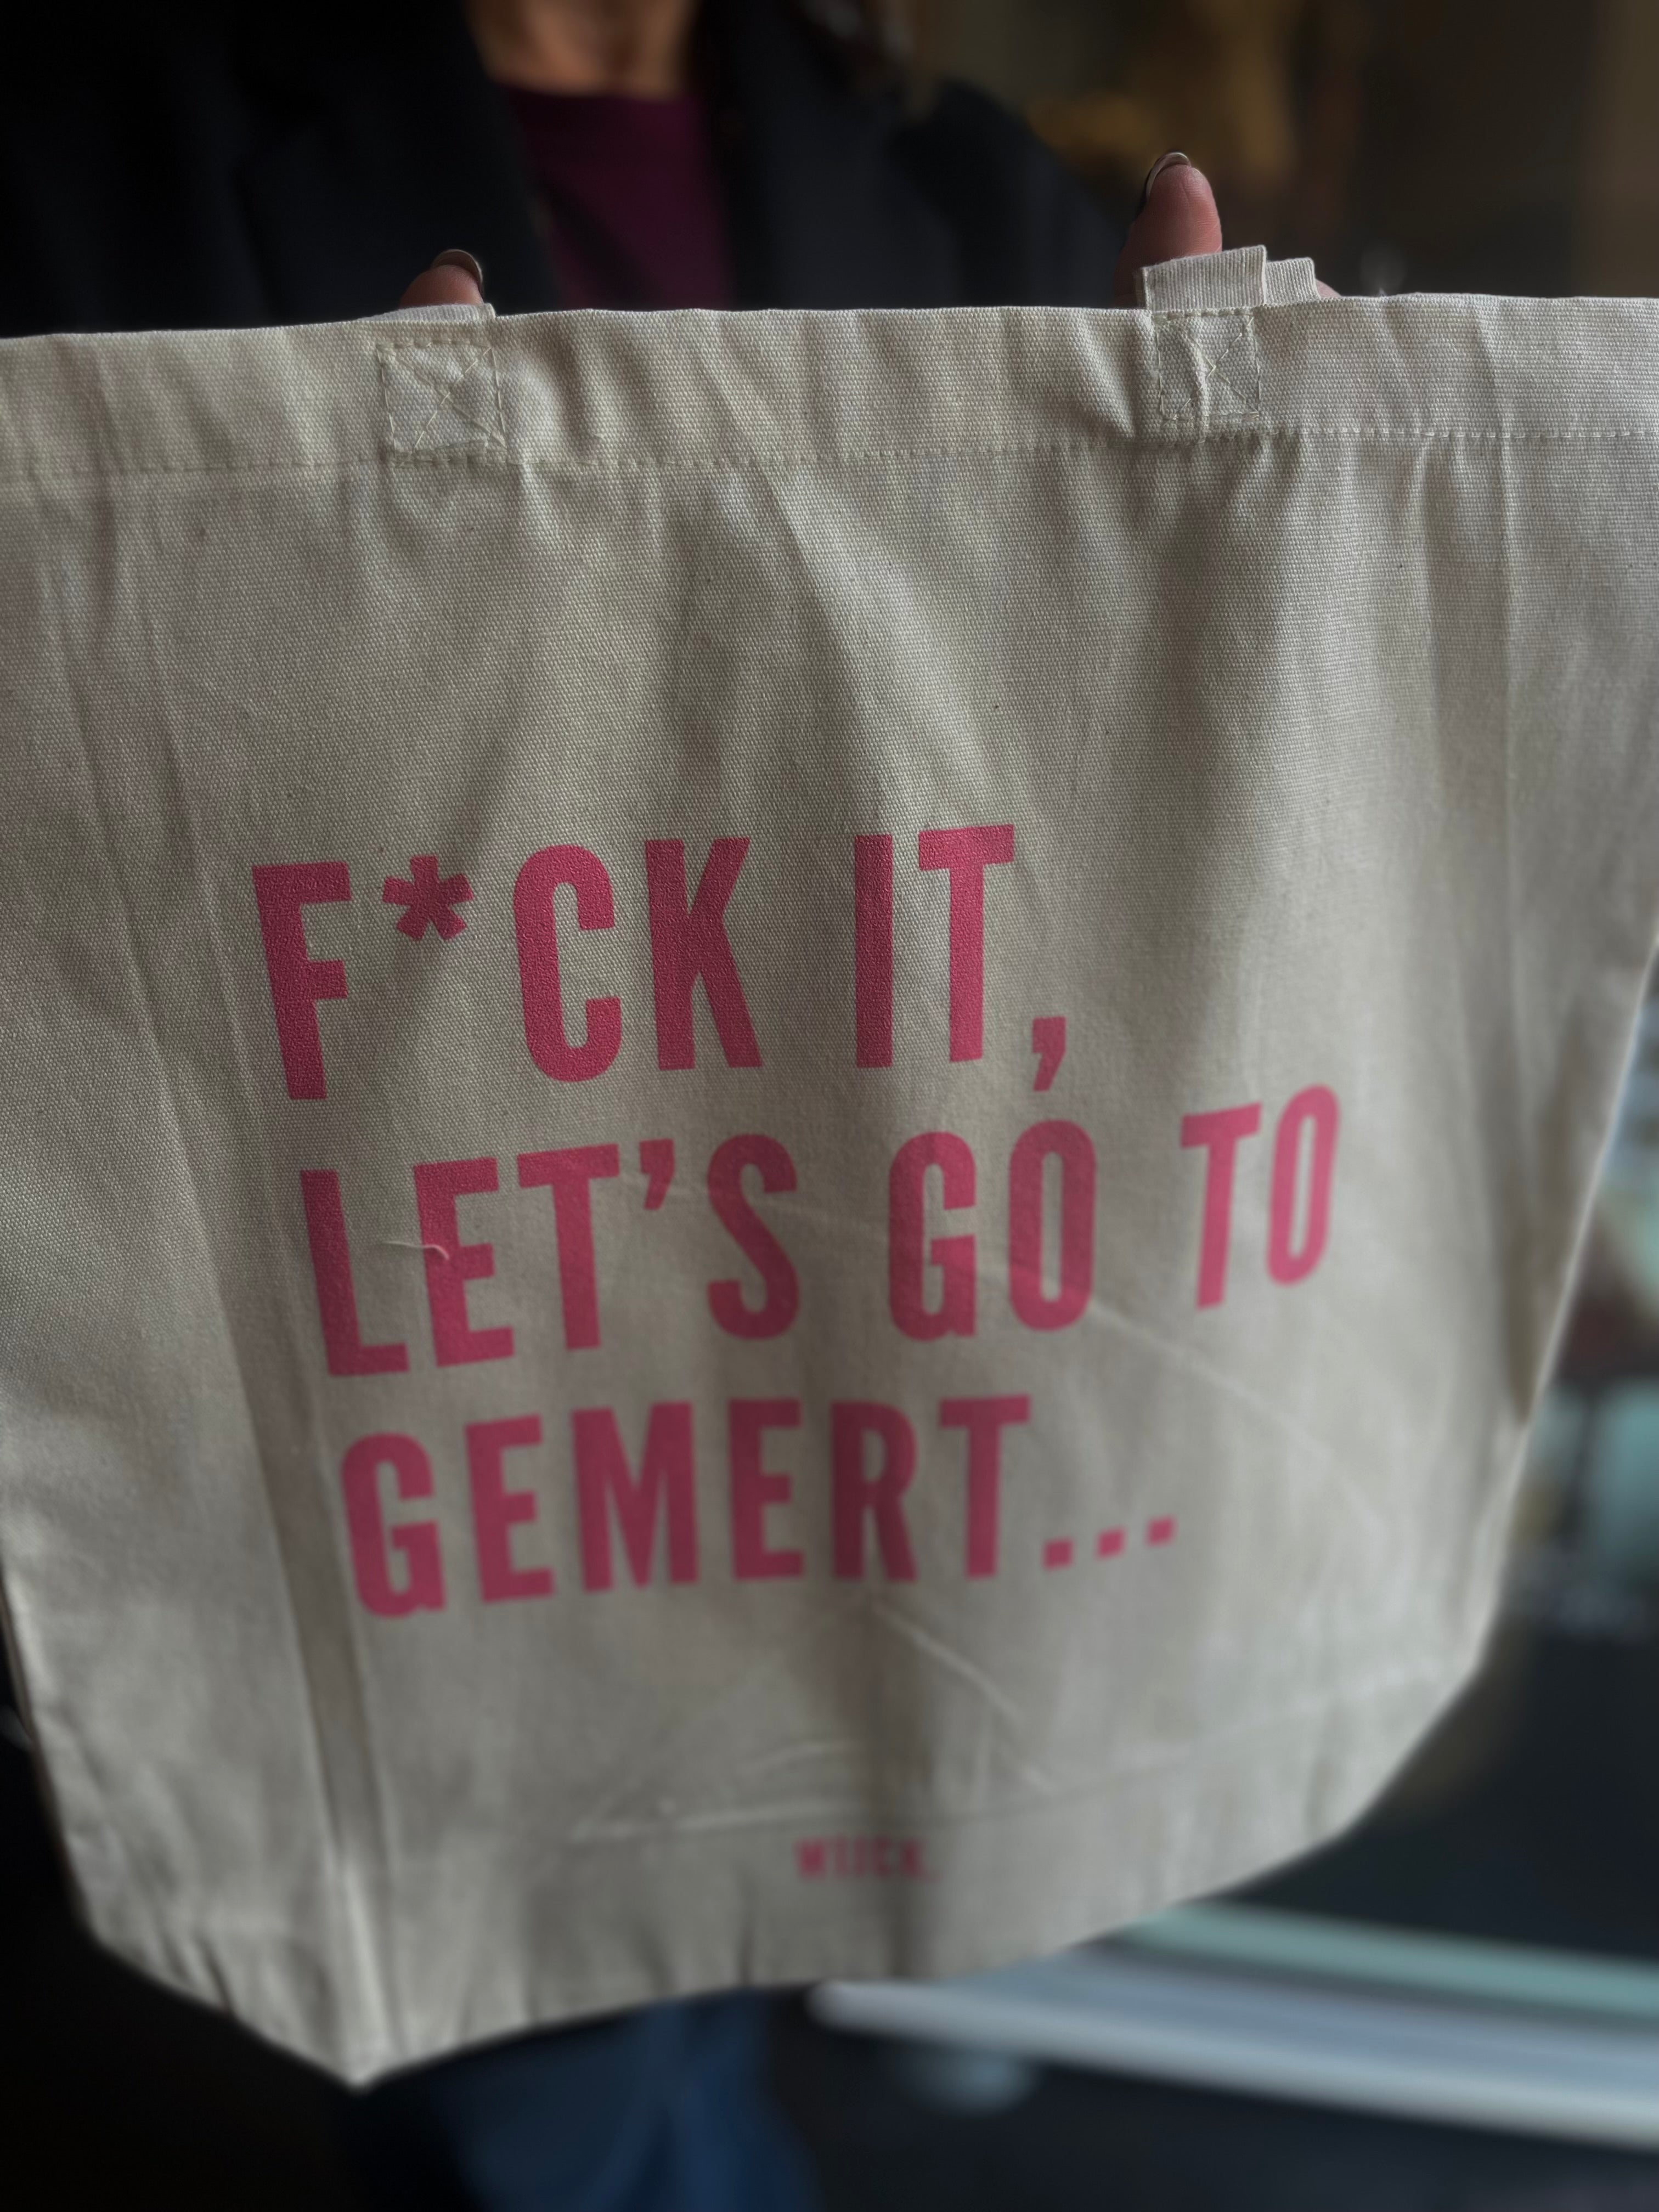 F*CK IT,
LET’S GO TO
GEMERT...